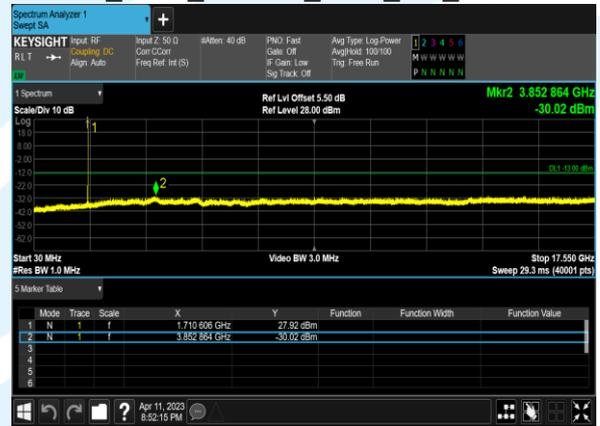 Spectrum Analyzer 1
Swept SA
+
KEYSIGHT Input: RF Input Z: 50 Ω #Atten: 40 dB PNO: Fast Avg Type: Log-Power 1 2 3 4 5 6
R L T Coupling: DC Corr CCorr Gate: Off Avg|Hold: 100/100 M W W W W W
Align: Auto Freq Ref: Int (S) IF Gain: Low Trig: Free Run
Sig Track: Off P N N N N N
LW
1 Spectrum Ref Lvl Offset 5.50 dB Mkr2 3.852 864 GHz
Scale/Div 10 dB Ref Level 28.00 dBm -30.02 dBm
Log
1
18.0
8.00
-2.00
DL1 -13.00 dBm
-12.0
2
-22.0
-32.0
-42.0
-52.0
-62.0
Start 30 MHz Video BW 3.0 MHz Stop 17.550 GHz
#Res BW 1.0 MHz Sweep 29.3 ms (40001 pts)
5 Marker Table
Mode Trace Scale X Y Function Function Width Function Value
1 N 1 f 1.710 606 GHz 27.92 dBm
2 N 1 f 3.852 864 GHz -30.02 dBm
3
4
5
6
? Apr 11, 2023
8:52:15 PM